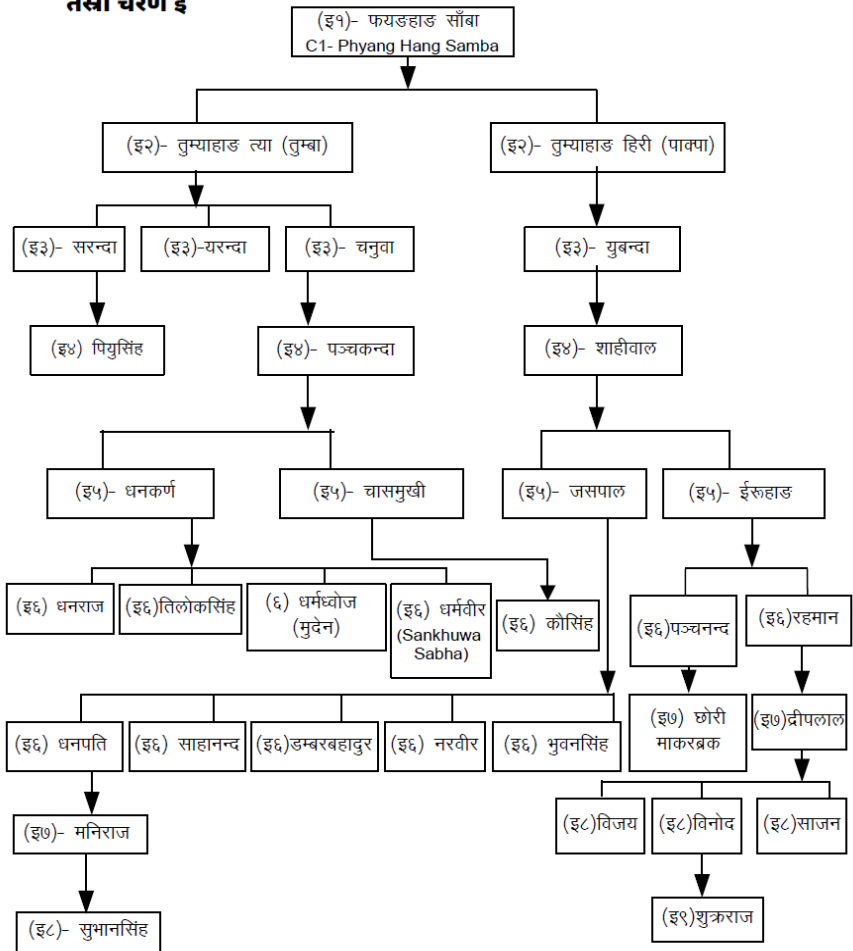 तेस्रो चरण इ
(इ१)- फयङहाङ साँबा
C1- Phyang Hang Samba
(इ२)- तुम्याहाङ त्या (तुम्बा)
(इ२)- तुम्याहाङ हिरी (पाक्पा)
(इ३)- सरन्दा
(इ३)-यरन्दा
(इ३)- चनुवा
(इ३)- युबन्दा
(इ४) पियुसिंह
(इ४)- पञ्चकन्दा
(इ४)- शाहीवाल
(इ५)- धनकर्ण
(इ५)- चासमुखी
(इ५)- जसपाल
(इ५)- ईरूहाङ
(इ६) धनराज
(इ६)तिलोकसिंह
(६) धर्मध्वोज
(मुदेन)
(इ६) धर्मवीर
(Sankhuwa
Sabha)
(इ६) कौसिंह
(इ६)पञ्चनन्द
(इ६)रहमान
(इ६) धनपति
(इ६) साहानन्द
(इ६)डम्बरबहादुर
(इ६) नरवीर
(इ६) भुवनसिंह
(इ७) छोरी
माकरब्रक
(इ७)द्रीपलाल
(इ७)- मनिराज
(इ८)विजय
(इ८)विनोद
(इ८)साजन
(इ८)- सुभानसिंह
(इ९)शुक्रराज